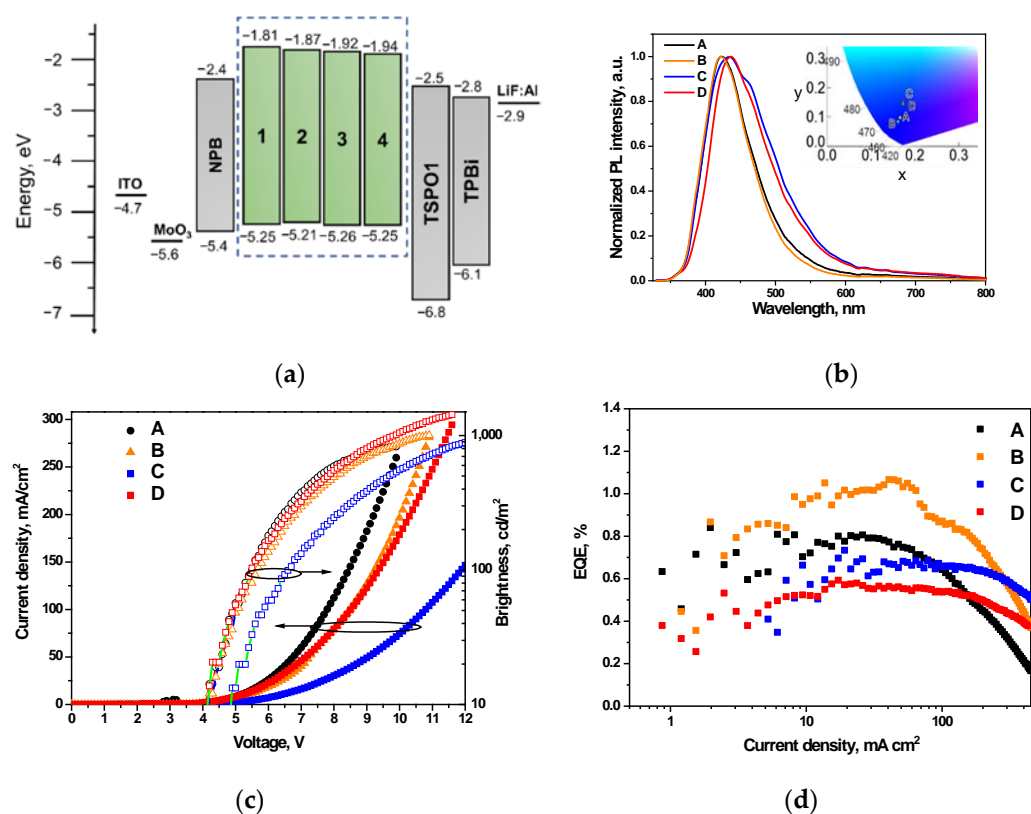 −1.81 −1.87 −1.92 −1.94
−2
−2.4
−2.5
−2.8
LiF:Al
−2.9
−3
Energy, eV
NPB
1 2 3 4
TSPO1
TPBi
−4
ITO
−4.7
−5
MoO3
−5.6
−5.4
−5.25 −5.21 −5.26 −5.25
−6
−6.1
−6.8
−7
(a)
Normalized PL intensity, a.u.
1.0
0.8
0.6
0.4
0.2
0.0
400 500 600 700 800
Wavelength, nm
A
B
C
D
0.3
0.2
0.1
0.0
y
490
480
470
460
420
C
D
B A
0.0 0.1 0.2 0.3
x
(b)
Current density, mA/cm2
300
275
250
225
200
175
150
125
100
75
50
25
0
0 1 2 3 4 5 6 7 8 9 10 11 12
Voltage, V
A
B
C
D
1,000
100
10
Brightness, cd/m2
(c)
EQE, %
1.4
1.2
1.0
0.8
0.6
0.4
0.2
0.0
1 10 100
Current density, mA cm2
A
B
C
D
(d)